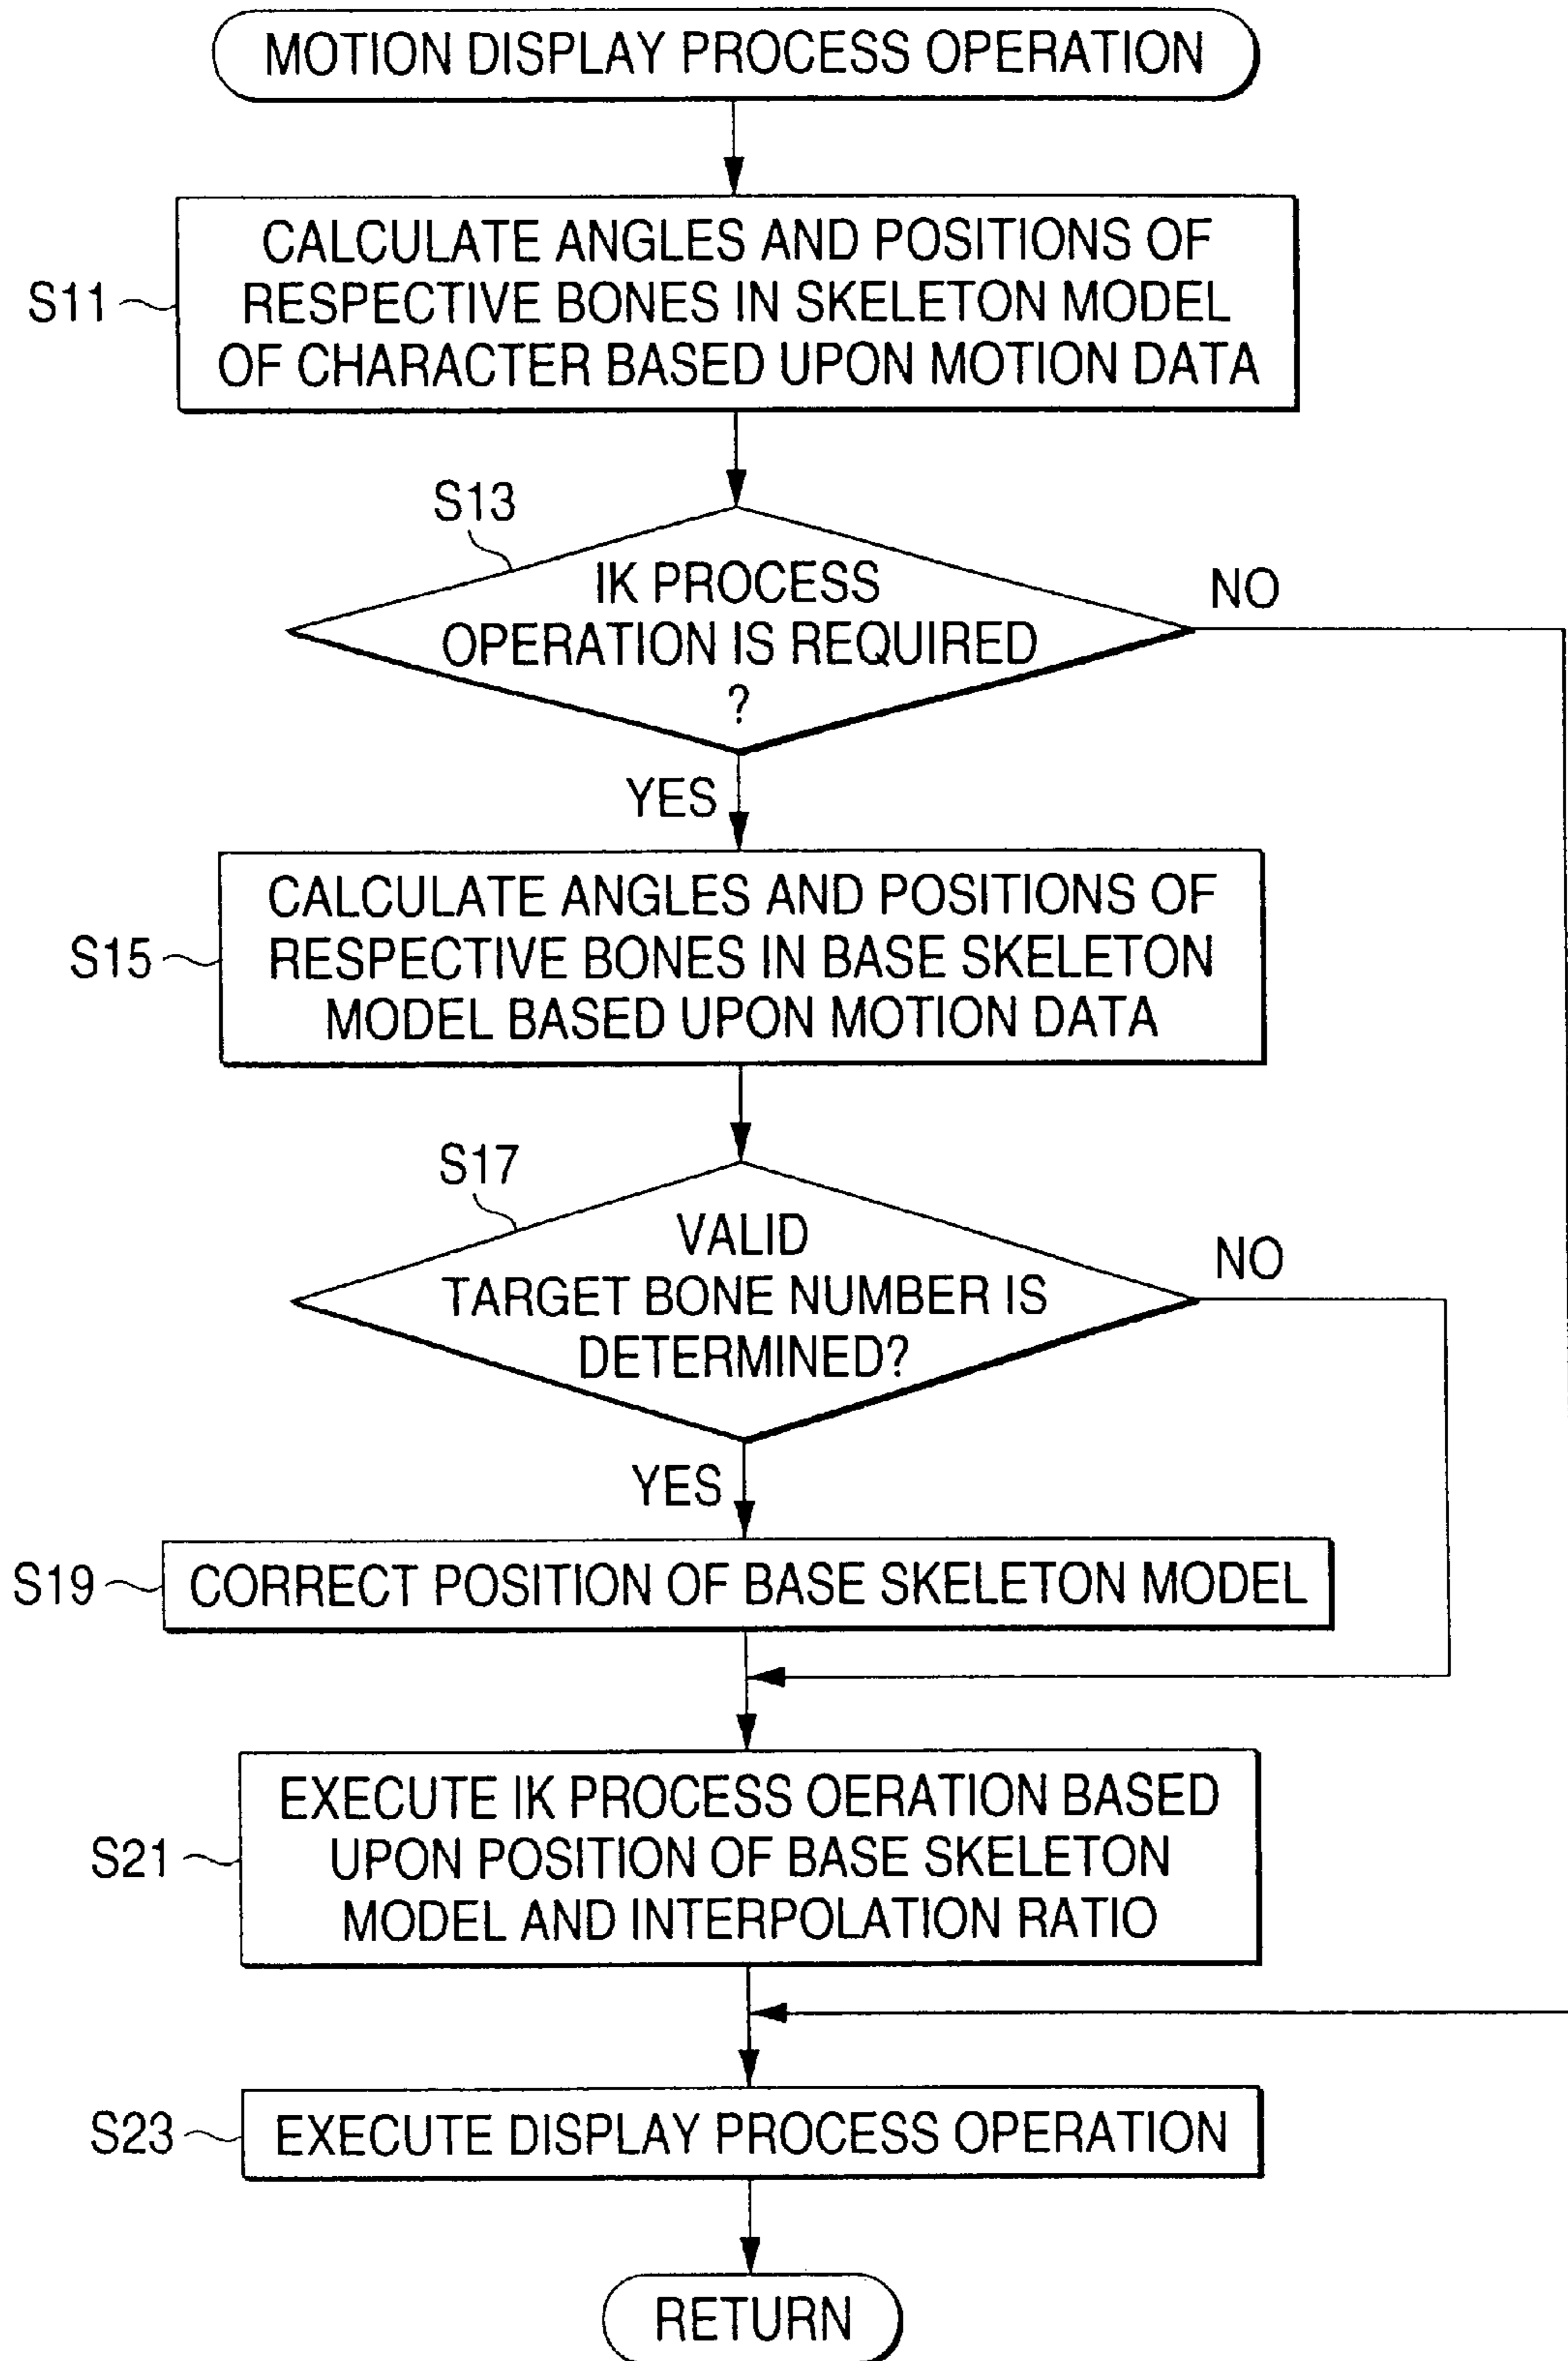 MOTION DISPLAY PROCESS OPERATION
S11
CALCULATE ANGLES AND POSITIONS OF
RESPECTIVE BONES IN SKELETON MODEL
OF CHARACTER BASED UPON MOTION DATA
S13
IK PROCESS
OPERATION IS REQUIRED
?
NO
YES
S15
CALCULATE ANGLES AND POSITIONS OF
RESPECTIVE BONES IN BASE SKELETON
MODEL BASED UPON MOTION DATA
S17
VALID
TARGET BONE NUMBER IS
DETERMINED?
NO
YES
S19
CORRECT POSITION OF BASE SKELETON MODEL
S21
EXECUTE IK PROCESS OERATION BASED
UPON POSITION OF BASE SKELETON
MODEL AND INTERPOLATION RATIO
S23
EXECUTE DISPLAY PROCESS OPERATION
RETURN